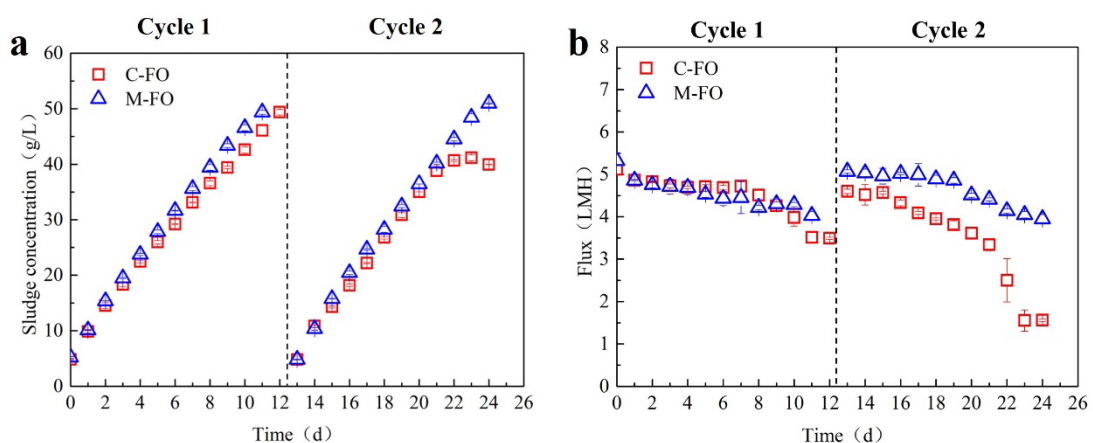 a
Cycle 1
Cycle 2
60
50
40
30
20
10
0
Sludge concentration（g/L）
C-FO
M-FO
0 2 4 6 8 10 12 14 16 18 20 22 24 26
Time（d）
b
Cycle 1
Cycle 2
8
7
6
5
4
3
2
1
0
Flux（LMH）
C-FO
M-FO
0 2 4 6 8 10 12 14 16 18 20 22 24 26
Time（d）